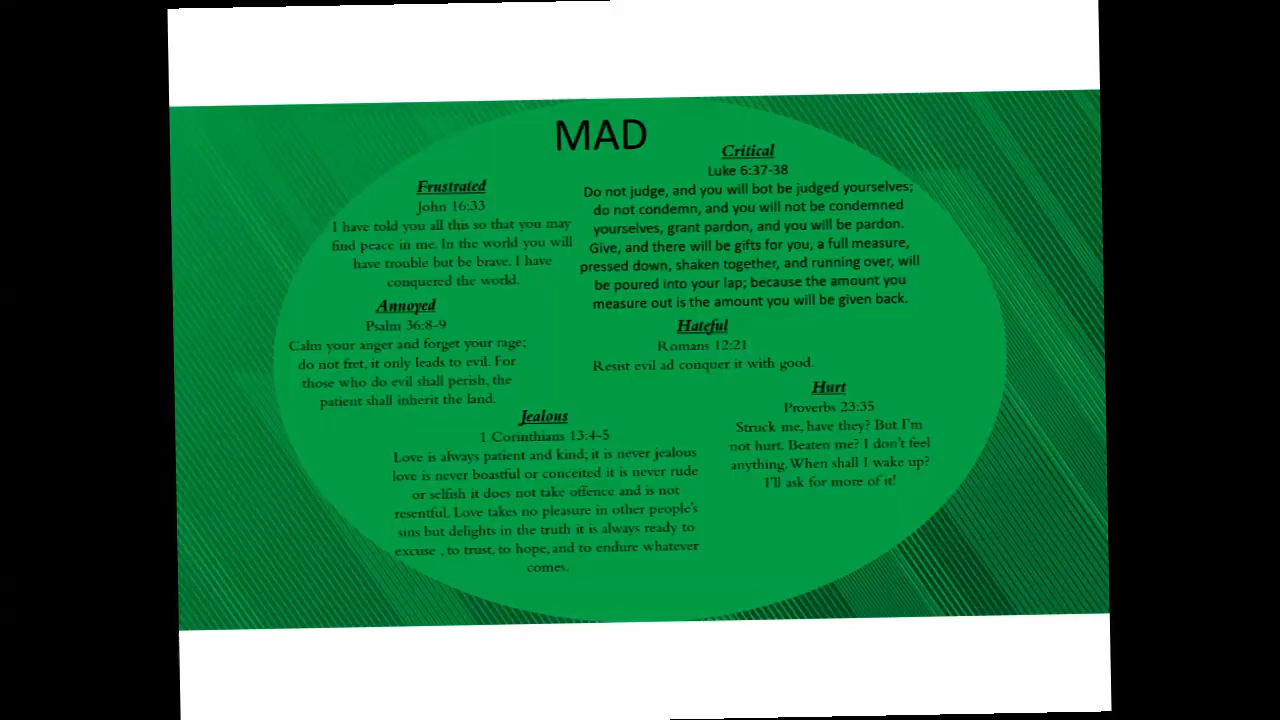 MAD
Frustrated
John 16:33
I have told you all this so that you may
find peace in me. In the world you will
have trouble but be brave. I have
conquered the world.
Annoyed
Psalm 36:8-9
Calm your anger and forget your rage;
do not fret, it only leads to evil. For
those who do evil shall perish, the
patient shall inherit the land.
Jealous
1 Corinthians 13:4-5
Love is always patient and kind; it is never jealous
love is never boastful or conceited it is never rude
or selfish it does not take offence and is not
resentful. Love takes no pleasure in other people's
sins but delights in the truth it is always ready to
excuse , to trust, to hope, and to endure whatever
comes.
Critical
Luke 6:37-38
Do not judge, and you will bot be judged yourselves;
do not condemn, and you will not be condemned
yourselves, grant pardon, and you will be pardon.
Give, and there will be gifts for you, a full measure,
pressed down, shaken together, and running over, will
be poured into your lap; because the amount you
measure out is the amount you will be given back.
Hateful
Romans 12:21
Resist evil ad conquer it with good.
Hurt
Proverbs 23:35
Struck me, have they? But I'm
not hurt. Beaten me? I don't feel
anything. When shall I wake up?
I'll ask for more of it!